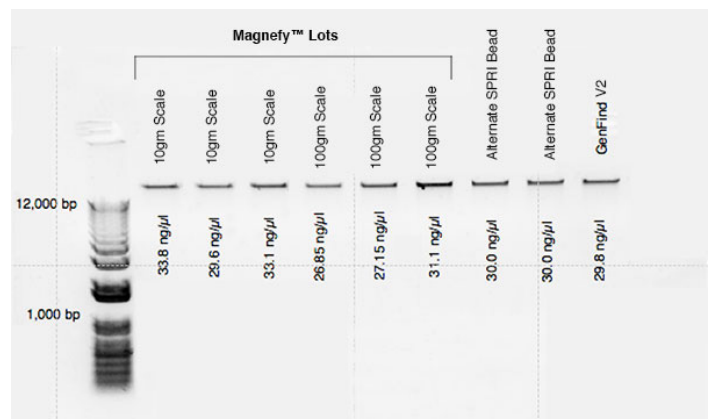 Magnefy™ Lots
10gm Scale
10gm Scale
10gm Scale
100gm Scale
100gm Scale
100gm Scale
Alternate SPRI Bead
Alternate SPRI Bead
GenFind V2
12,000 bp
33.8 ng/µl
29.6 ng/µl
33.1 ng/µl
26.85 ng/µl
27.15 ng/µl
31.1 ng/µl
30.0 ng/µl
30.0 ng/µl
29.8 ng/µl
1,000 bp